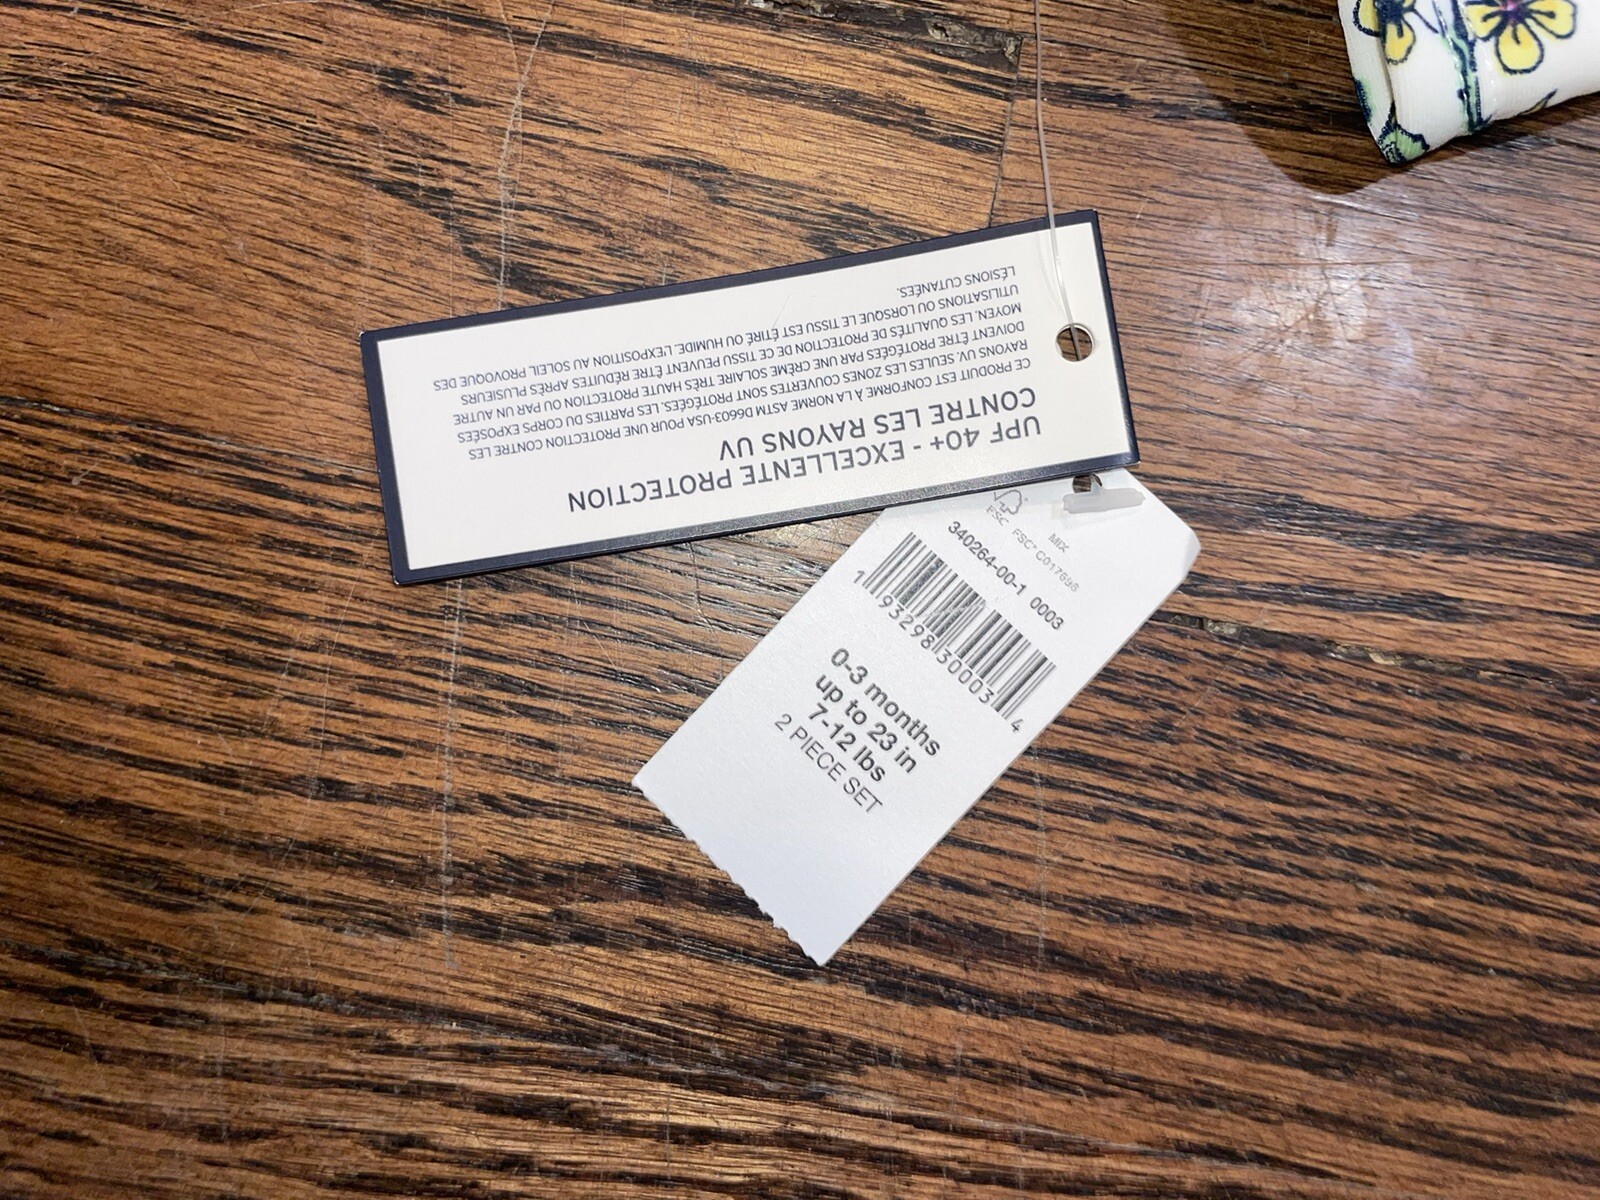 UPF 40+ - EXCELLENTE PROTECTION
CONTRE LES RAYONS UV
CE PRODUIT EST CONFORME À LA NORME ASTM D6603-USA POUR UNE PROTECTION CONTRE LES
RAYONS UV. SEULES LES ZONES COUVERTES SONT PROTÉGÉES. LES PARTIES DU CORPS EXPOSÉES
DOIVENT ÊTRE PROTÉGÉES PAR UNE CRÈME SOLAIRE TRÈS HAUTE PROTECTION OU PAR UN AUTRE
MOYEN. LES QUALITÉS DE PROTECTION DE CE TISSU PEUVENT ÊTRE RÉDUITES APRÈS PLUSIEURS
UTILISATIONS OU LORSQUE LE TISSU EST ÉTIRÉ OU HUMIDE. L'EXPOSITION AU SOLEIL PROVOQUE DES
LÉSIONS CUTANÉES.
MIX
FSC FSC® C017698
340264-00-1 0003
1 93298 30003 4
0-3 months
up to 23 in
7-12 lbs
2 PIECE SET